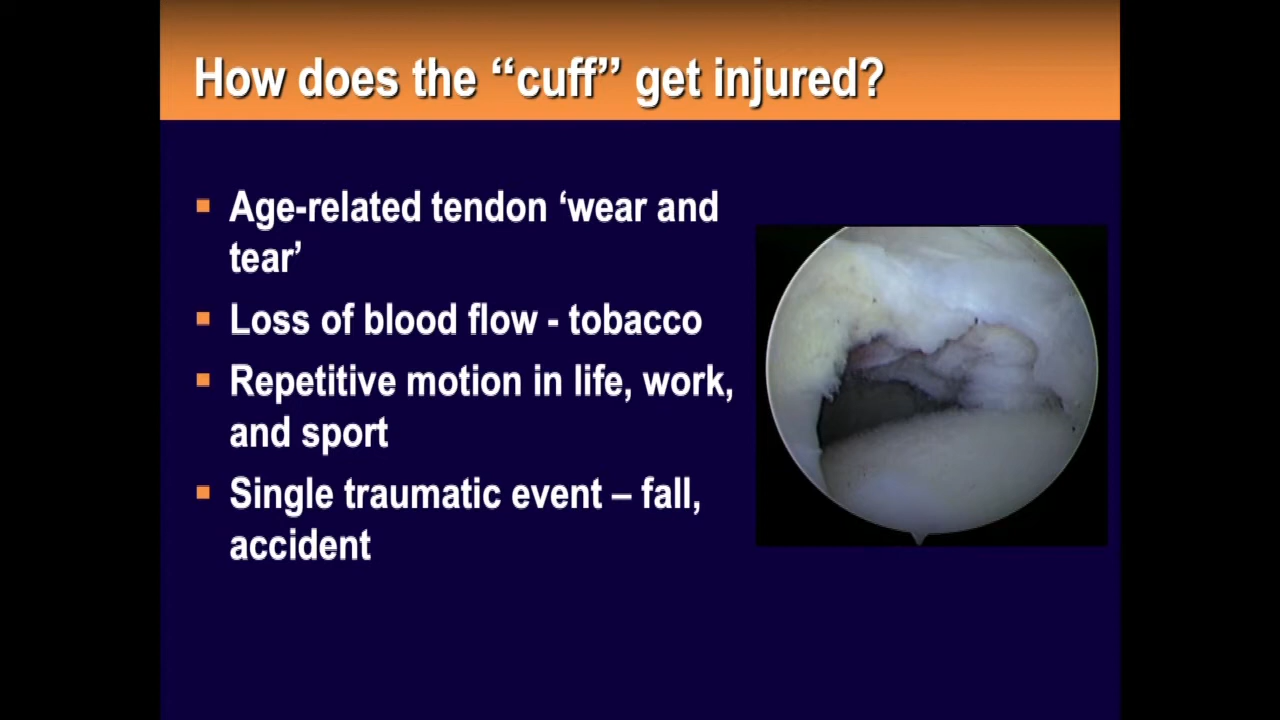 How does the “cuff” get injured?
Age-related tendon ‘wear and
tear’
Loss of blood flow - tobacco
Repetitive motion in life, work,
and sport
Single traumatic event – fall,
accident